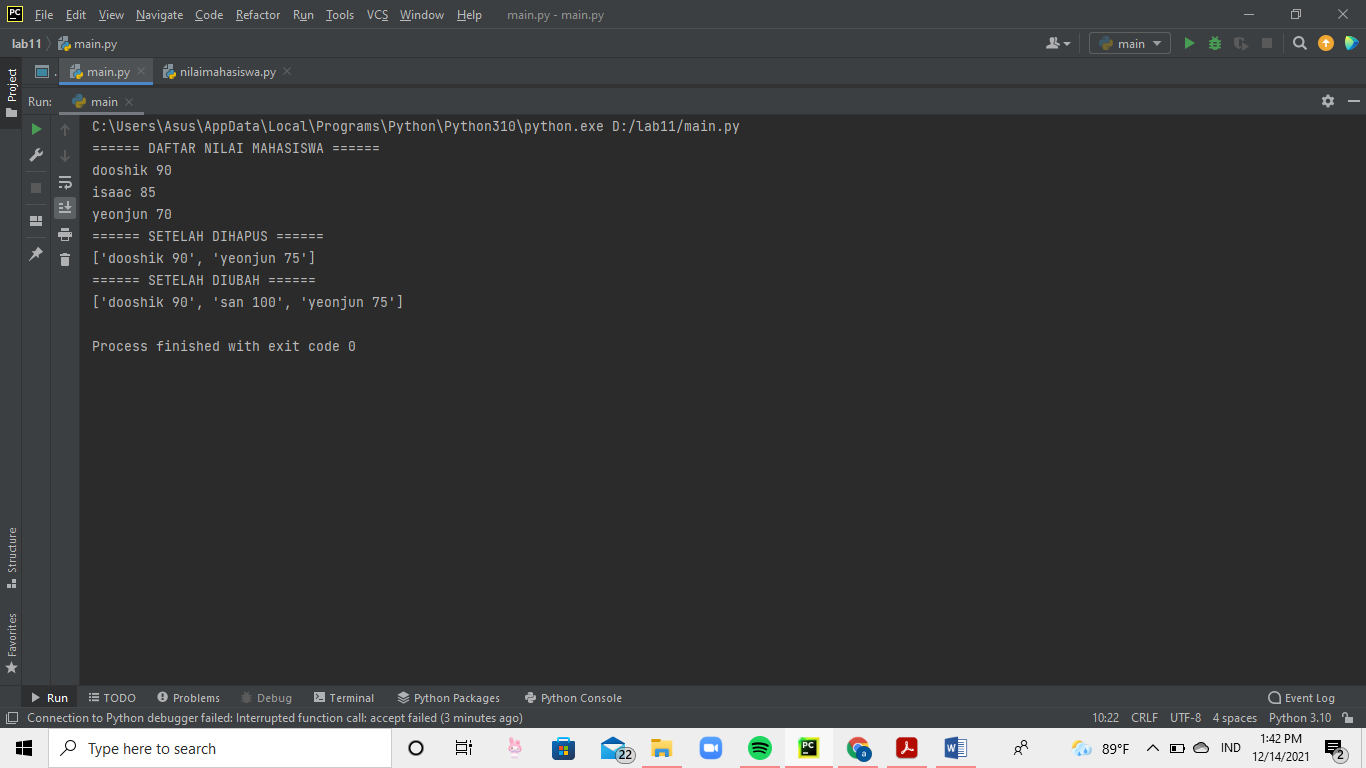 PC File Edit View Navigate Code Refactor Run Tools VCS Window Help main.py - main.py
lab11 main.py main
Project
. main.py nilaimahasiswa.py
Run: main
C:\Users\Asus\AppData\Local\Programs\Python\Python310\python.exe D:/lab11/main.py
====== DAFTAR NILAI MAHASISWA ======
dooshik 90
isaac 85
yeonjun 70
====== SETELAH DIHAPUS ======
['dooshik 90', 'yeonjun 75']
====== SETELAH DIUBAH ======
['dooshik 90', 'san 100', 'yeonjun 75']
Process finished with exit code 0
Structure
Favorites
Run TODO Problems Debug Terminal Python Packages Python Console Event Log
Connection to Python debugger failed: Interrupted function call: accept failed (3 minutes ago) 10:22 CRLF UTF-8 4 spaces Python 3.10
Type here to search 22 PC a W 89°F IND 1:42 PM
12/14/2021 2